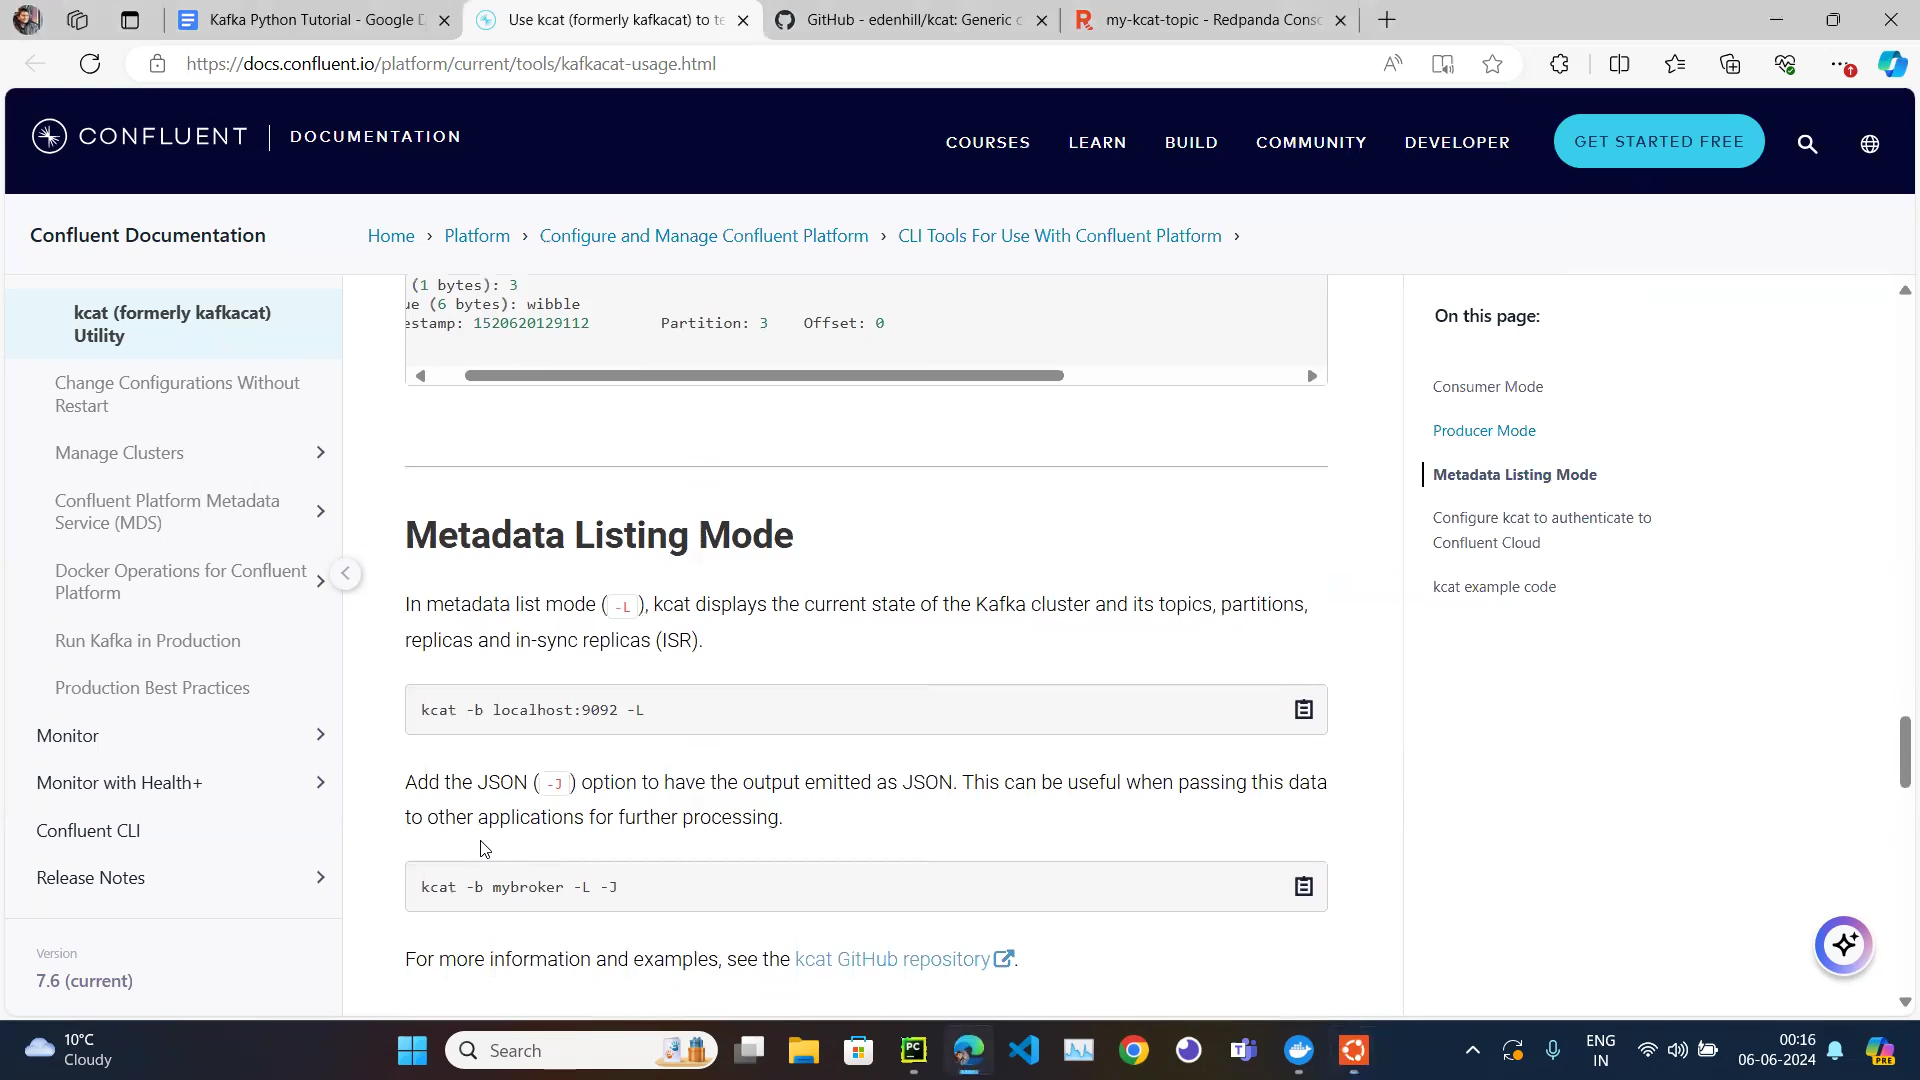 Kafka Python Tutorial - Google D
Use kcat (formerly kafkacat) to te
GitHub - edenhill/kcat: Generic c
my-kcat-topic - Redpanda Conso
https://docs.confluent.io/platform/current/tools/kafkacat-usage.html
CONFLUENT
DOCUMENTATION
COURSES
LEARN
BUILD
COMMUNITY
DEVELOPER
GET STARTED FREE
Confluent Documentation
Home › Platform › Configure and Manage Confluent Platform › CLI Tools For Use With Confluent Platform ›
kcat (formerly kafkacat)
Utility
Change Configurations Without
Restart
Manage Clusters
Confluent Platform Metadata
Service (MDS)
Docker Operations for Confluent
Platform
Run Kafka in Production
Production Best Practices
Monitor
Monitor with Health+
Confluent CLI
Release Notes
Version
7.6 (current)
(1 bytes): 3
ue (6 bytes): wibble
estamp: 1520620129112 Partition: 3 Offset: 0
Metadata Listing Mode
In metadata list mode (-L), kcat displays the current state of the Kafka cluster and its topics, partitions,
replicas and in-sync replicas (ISR).
kcat -b localhost:9092 -L
Add the JSON (-J) option to have the output emitted as JSON. This can be useful when passing this data
to other applications for further processing.
kcat -b mybroker -L -J
For more information and examples, see the kcat GitHub repository.
On this page:
Consumer Mode
Producer Mode
Metadata Listing Mode
Configure kcat to authenticate to
Confluent Cloud
kcat example code
10°C
Cloudy
Search
PC
ENG
IN
00:16
06-06-2024
PRE